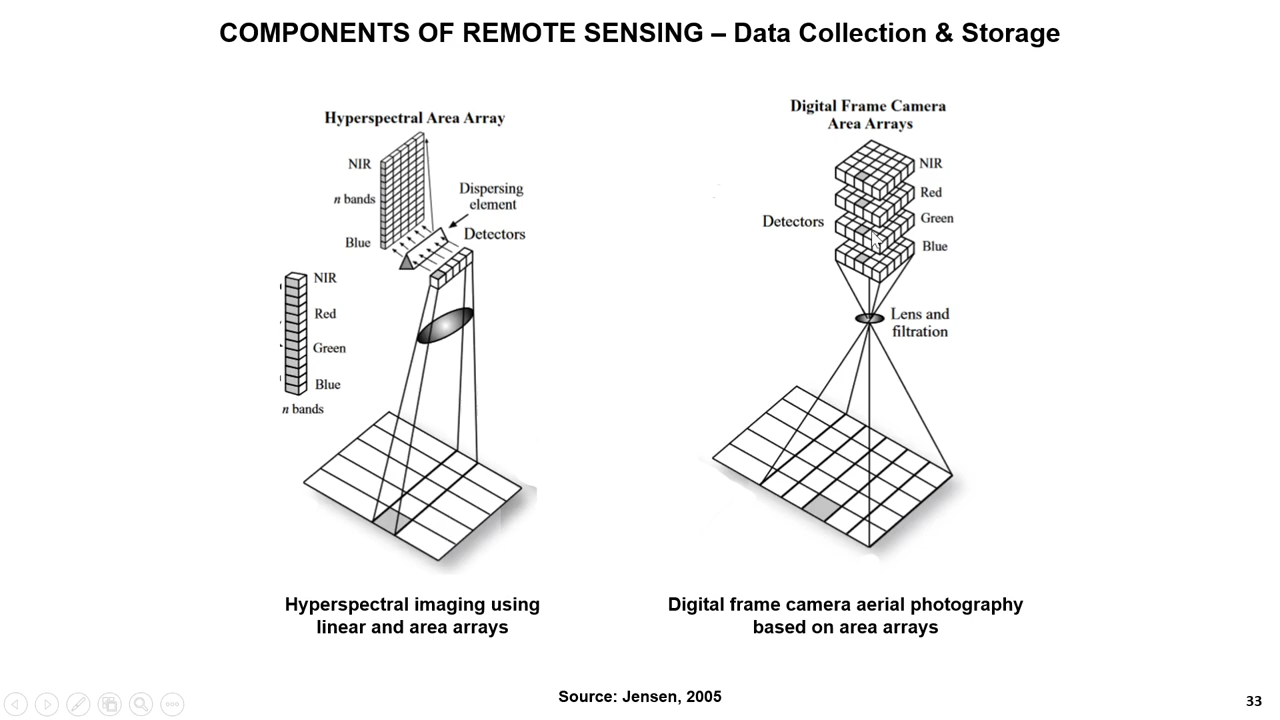 COMPONENTS OF REMOTE SENSING – Data Collection & Storage
Hyperspectral Area Array
NIR
n bands
Blue
Dispersing
element
Detectors
NIR
Red
Green
Blue
n bands
Hyperspectral imaging using
linear and area arrays
Digital Frame Camera
Area Arrays
NIR
Red
Green
Blue
Detectors
Lens and
filtration
Digital frame camera aerial photography
based on area arrays
Source: Jensen, 2005
33